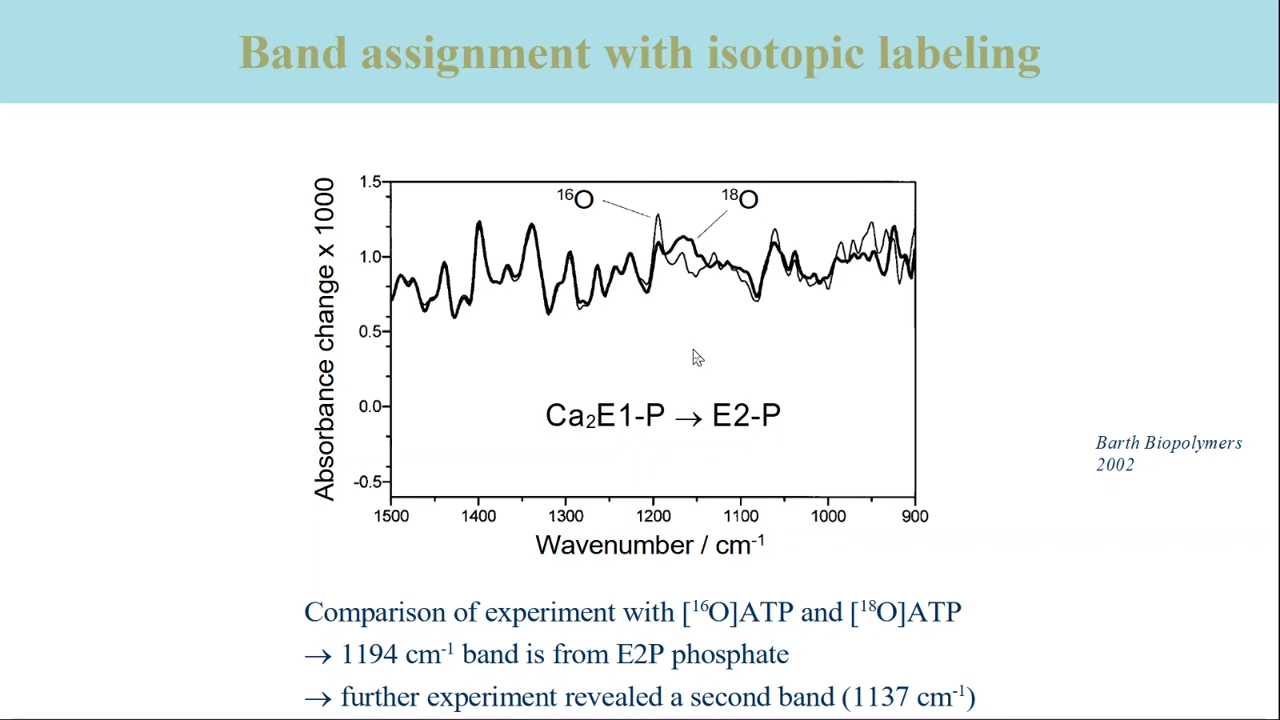 Band assignment with isotopic labeling
Absorbance change x 1000
1.5
1.0
0.5
0.0
-0.5
¹⁶O
¹⁸O
Ca₂E1-P → E2-P
1500 1400 1300 1200 1100 1000 900
Wavenumber / cm⁻¹
Barth Biopolymers
2002
Comparison of experiment with [¹⁶O]ATP and [¹⁸O]ATP
→ 1194 cm⁻¹ band is from E2P phosphate
→ further experiment revealed a second band (1137 cm⁻¹)